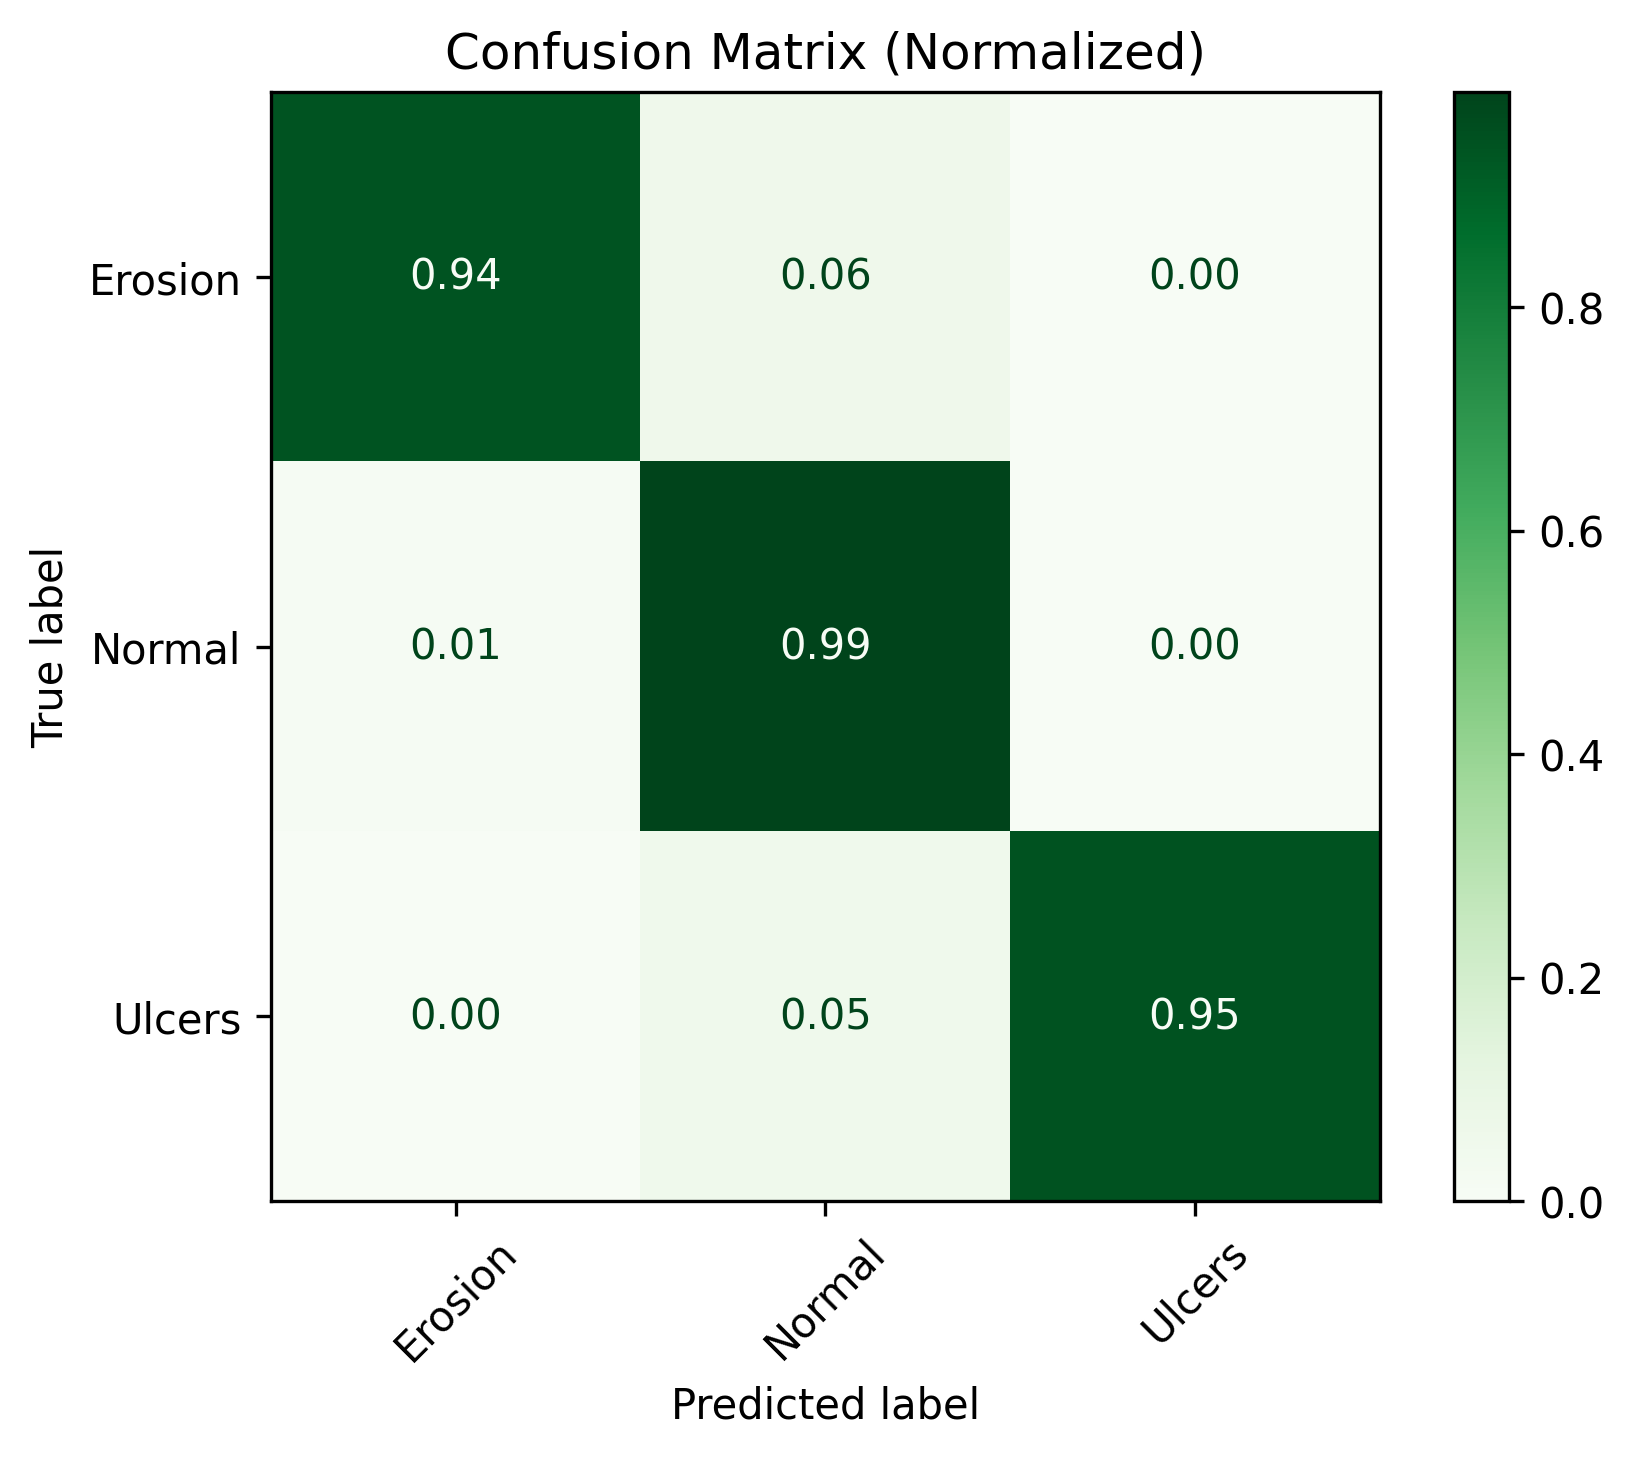 Confusion Matrix (Normalized)
True label
Erosion
0.94
0.06
0.00
Normal
0.01
0.99
0.00
Ulcers
0.00
0.05
0.95
Erosion
Normal
Ulcers
Predicted label
0.8
0.6
0.4
0.2
0.0